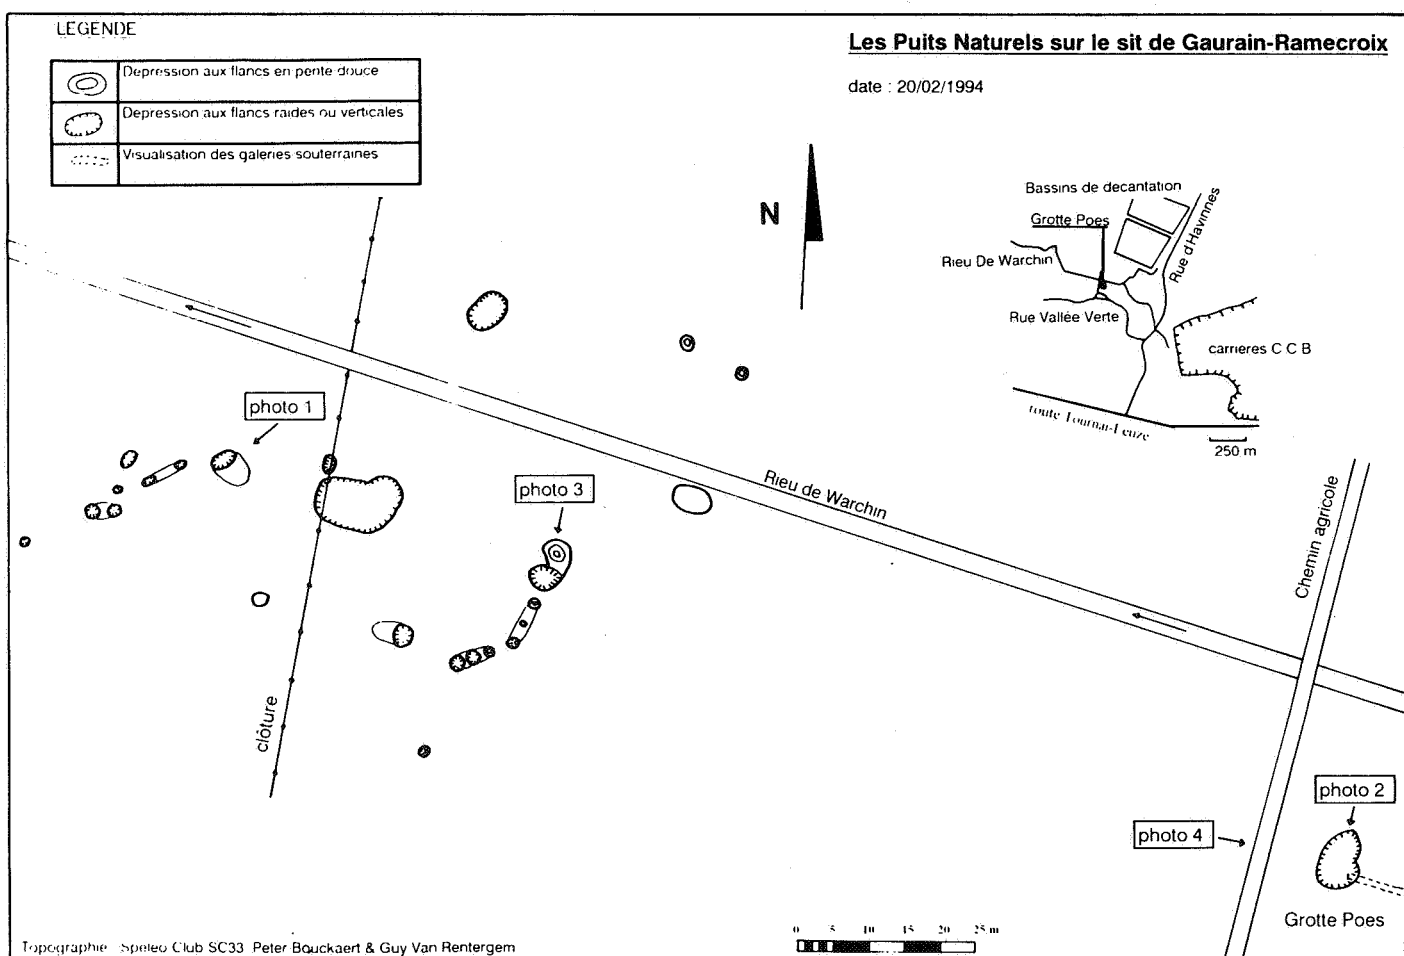 LEGENDE
Depression aux flancs en pente douce
Depression aux flancs raides ou verticales
Visualisation des galeries souterraines
Les Puits Naturels sur le sit de Gaurain-Ramecroix
date : 20/02/1994
N
Bassins de decantation
Grotte Poes
Rue d'Havinnes
Rieu De Warchin
Rue Vallée Verte
carrieres C C B
route Tournai-Leuze
250 m
photo 1
photo 3
Rieu de Warchin
Chemin agricole
clôture
photo 2
photo 4
Grotte Poes
Topographie Speleo Club SC33 Peter Bouckaert & Guy Van Rentergem
0 5 10 15 20 25 m